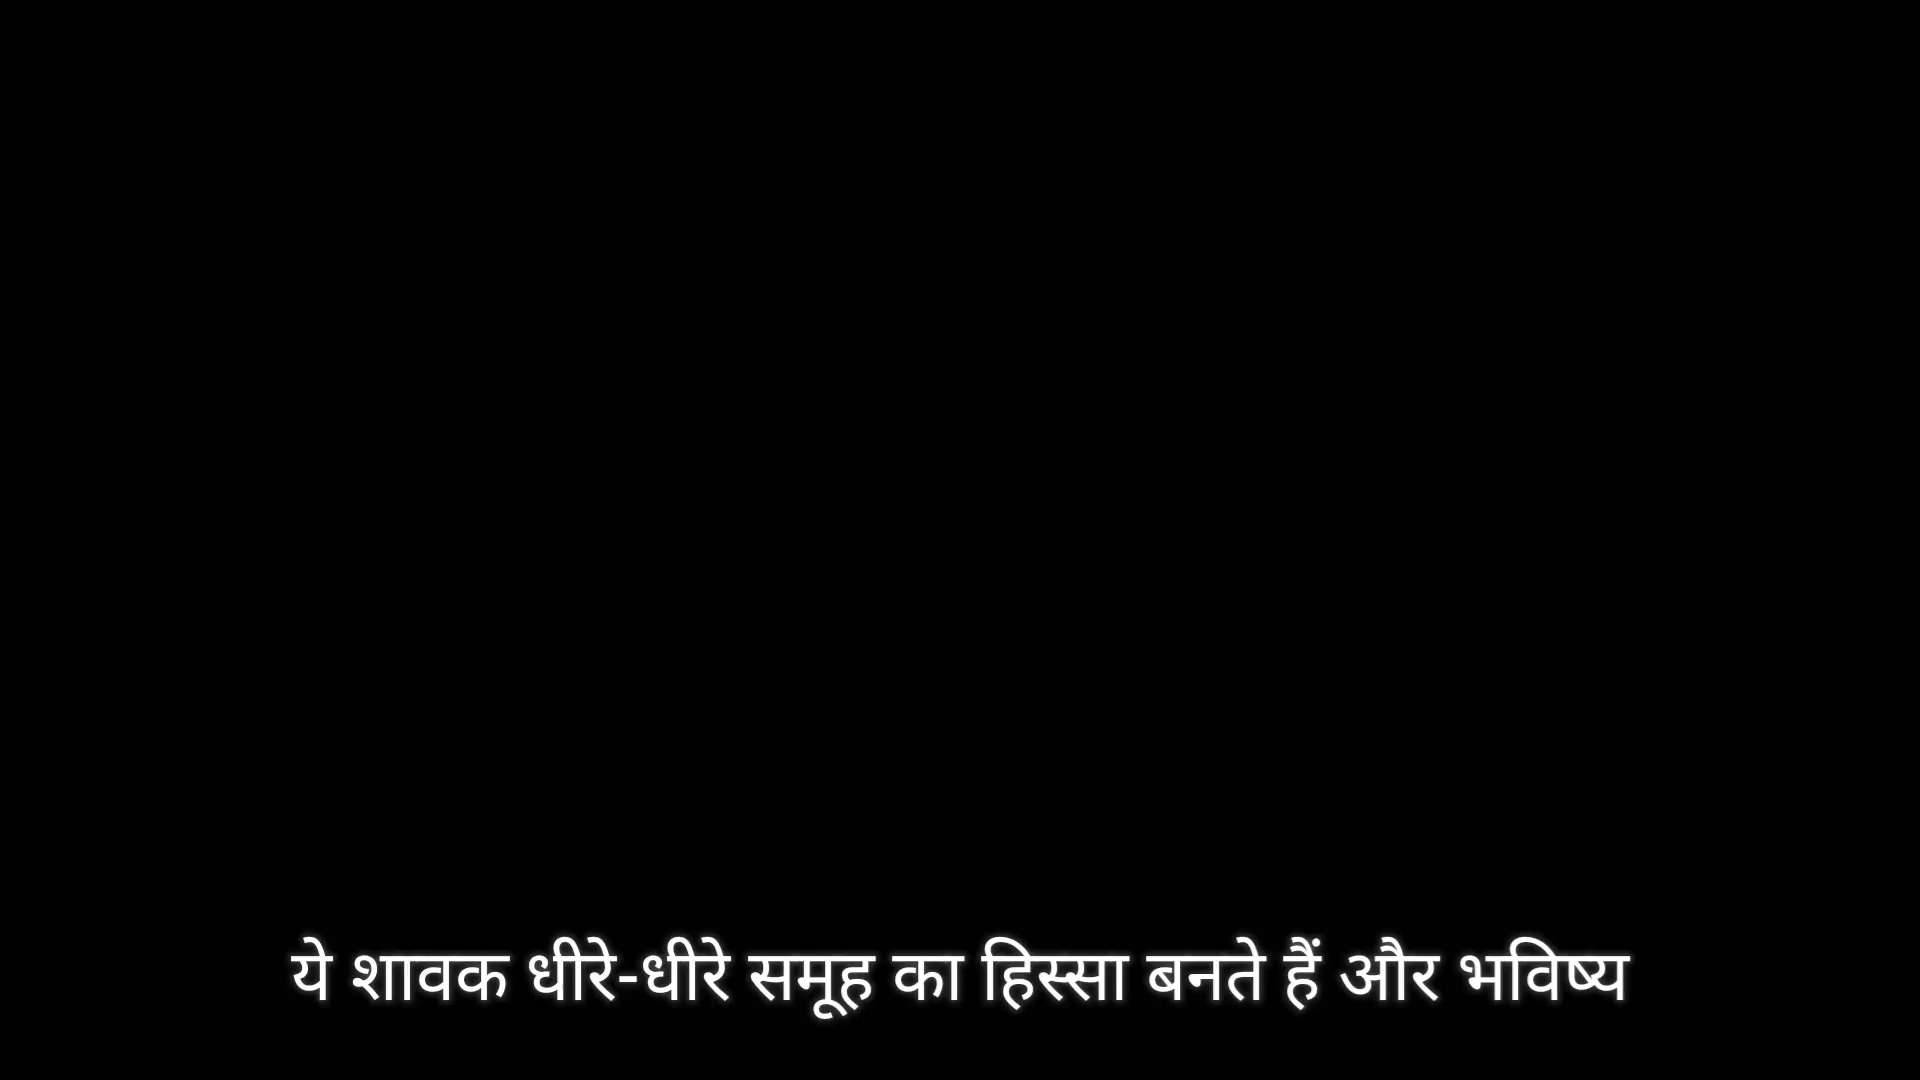 ये शावक धीरे-धीरे समूह का हिस्सा बनते हैं और भविष्य